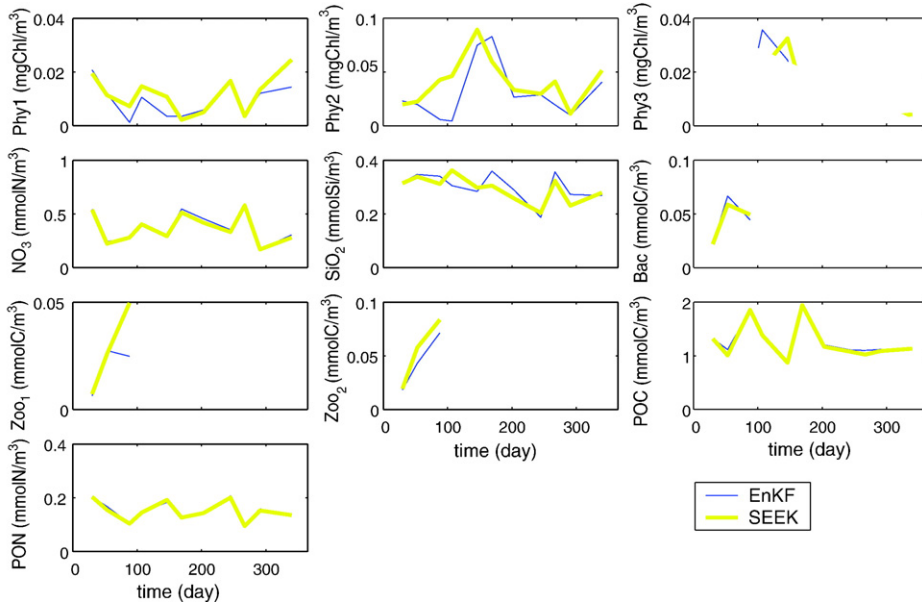 0.04
0.02
0
Phy1 (mgChl/m³)
0.1
0.05
0
Phy2 (mgChl/m³)
0.04
0.02
0
Phy3 (mgChl/m³)
1
0.5
0
NO₃ (mmolN/m³)
0.4
0.2
0
SiO₂ (mmolSi/m³)
0.1
0.05
0
Bac (mmolC/m³)
0.05
0
Zoo₁ (mmolC/m³)
0.1
0.05
0
0 100 200 300
time (day)
Zoo₂ (mmolC/m³)
2
1
0
0 100 200 300
time (day)
POC (mmolC/m³)
0.4
0.2
0
0 100 200 300
time (day)
PON (mmolN/m³)
EnKF
SEEK